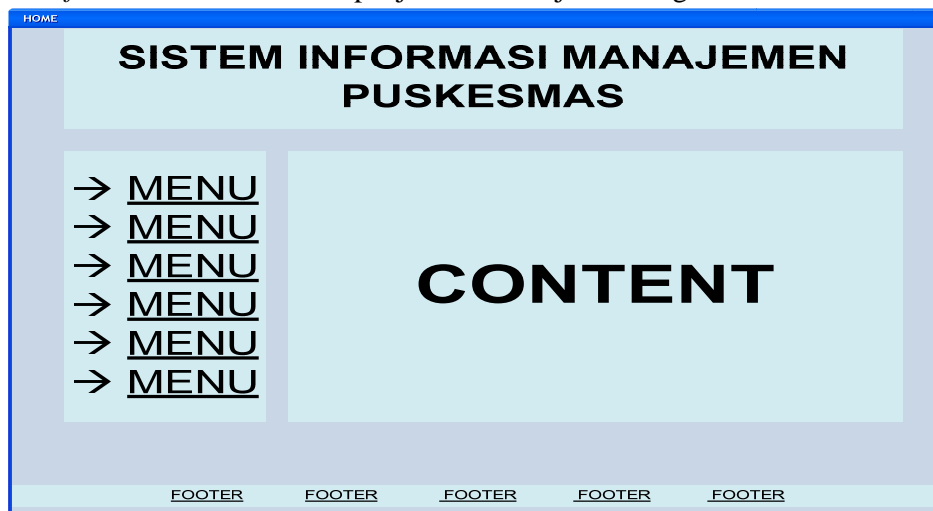 HOME
SISTEM INFORMASI MANAJEMEN
PUSKESMAS
→ MENU
→ MENU
→ MENU
→ MENU
→ MENU
→ MENU
CONTENT
FOOTER FOOTER FOOTER FOOTER FOOTER